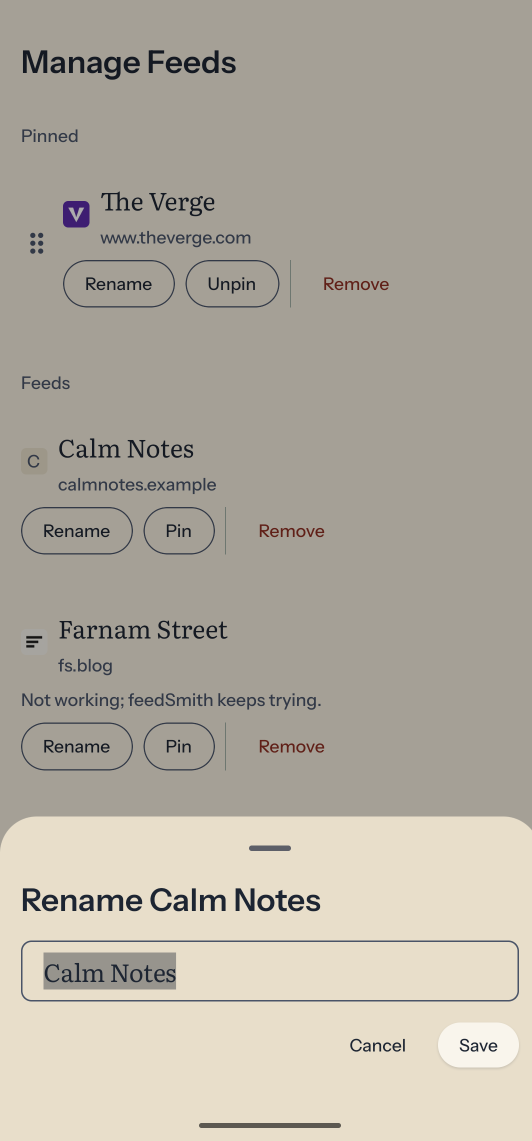 Manage Feeds
Pinned
V
The Verge
www.theverge.com
Rename Unpin Remove
Feeds
C
Calm Notes
calmnotes.example
Rename Pin Remove
Farnam Street
fs.blog
Not working; feedSmith keeps trying.
Rename Pin Remove
Rename Calm Notes
Calm Notes
Cancel Save